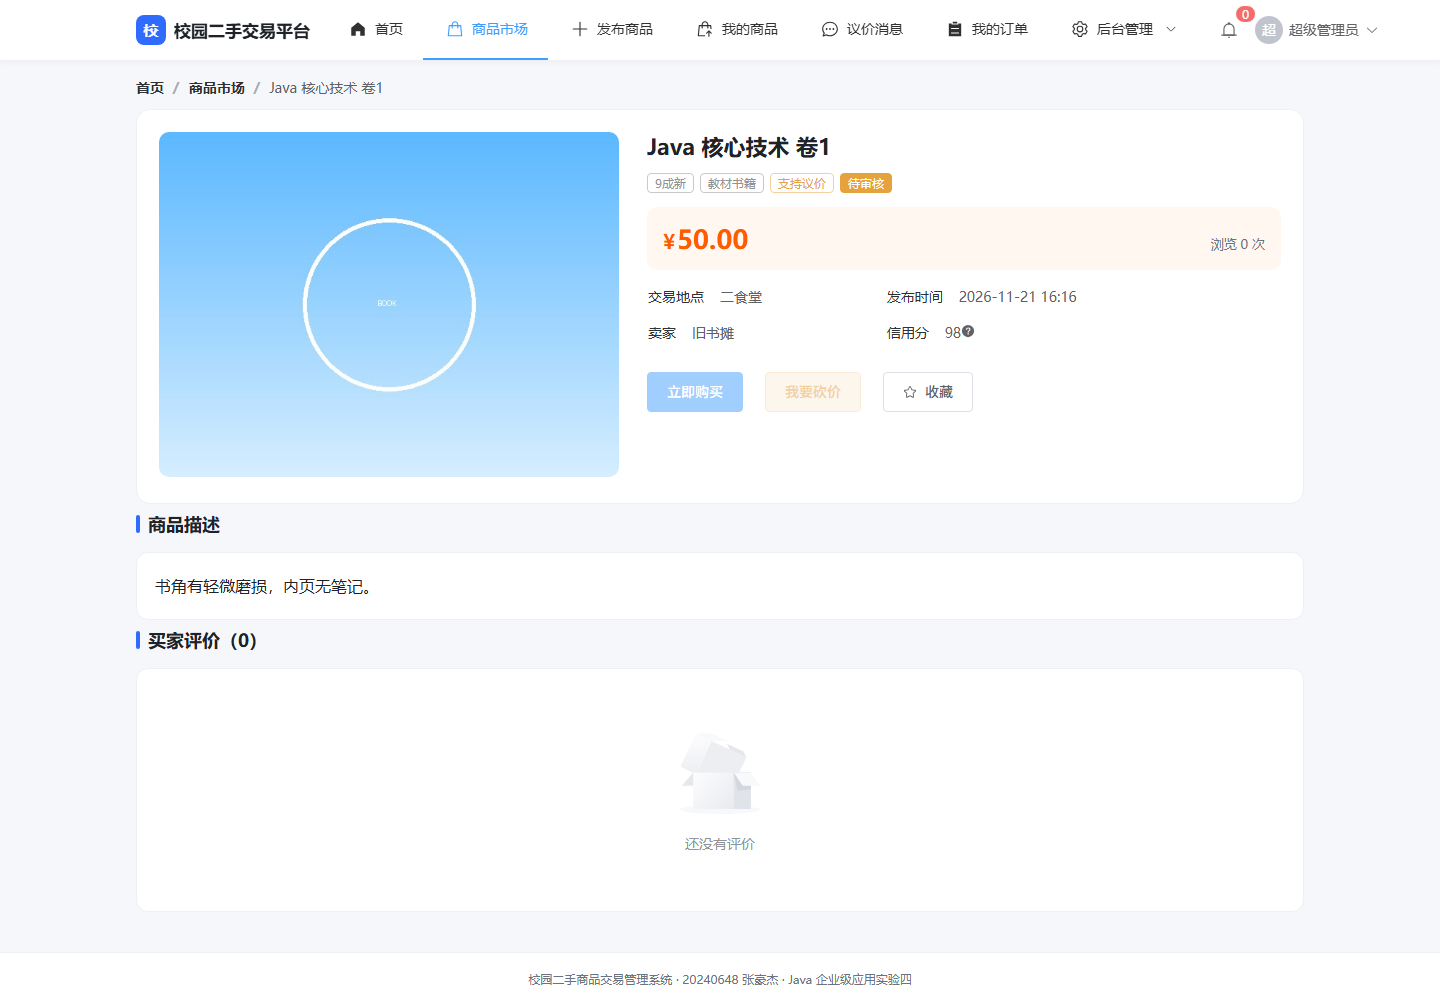 校 校园二手交易平台 首页 商品市场 发布商品 我的商品 议价消息 我的订单 后台管理 0 超 超级管理员
首页 / 商品市场 / Java 核心技术 卷1
BOOK
Java 核心技术 卷1
9成新 教材书籍 支持议价 待审核
¥50.00 浏览 0 次
交易地点 二食堂 发布时间 2026-11-21 16:16
卖家 旧书摊 信用分 98
立即购买 我要砍价 收藏
商品描述
书角有轻微磨损，内页无笔记。
买家评价（0）
还没有评价
校园二手商品交易管理系统 · 20240648 张豪杰 · Java 企业级应用实验四